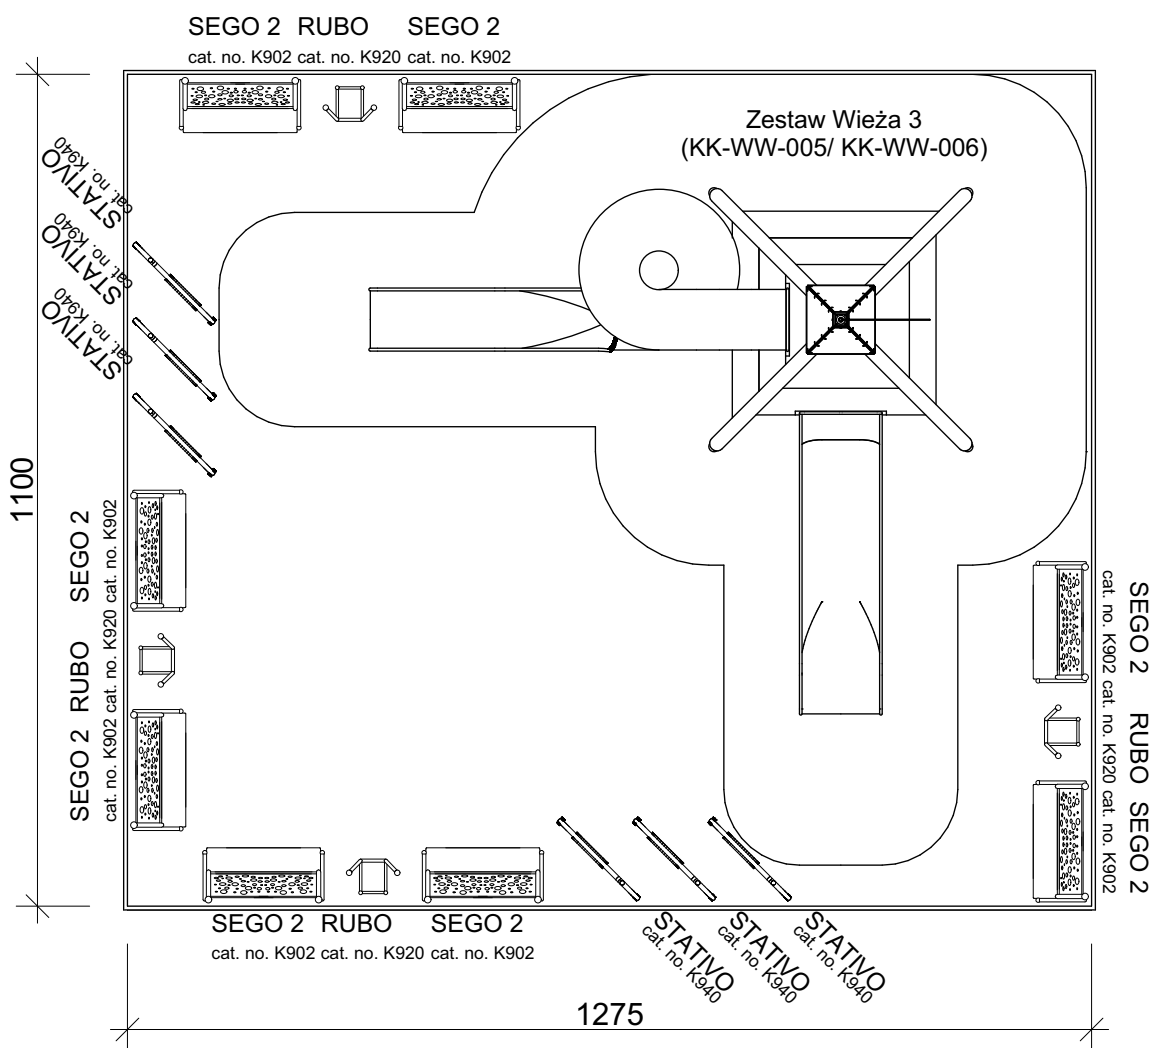 SEGO 2 RUBO SEGO 2
cat. no. K902 cat. no. K920 cat. no. K902
Zestaw Wieża 3
(KK-WW-005/ KK-WW-006)
STATIVO
cat. no. K940
STATIVO
cat. no. K940
STATIVO
cat. no. K940
1100
SEGO 2 RUBO SEGO 2
cat. no. K902 cat. no. K920 cat. no. K902
SEGO 2 RUBO SEGO 2
cat. no. K902 cat. no. K920 cat. no. K902
SEGO 2 RUBO SEGO 2
cat. no. K902 cat. no. K920 cat. no. K902
STATIVO
cat. no. K940
STATIVO
cat. no. K940
STATIVO
cat. no. K940
1275